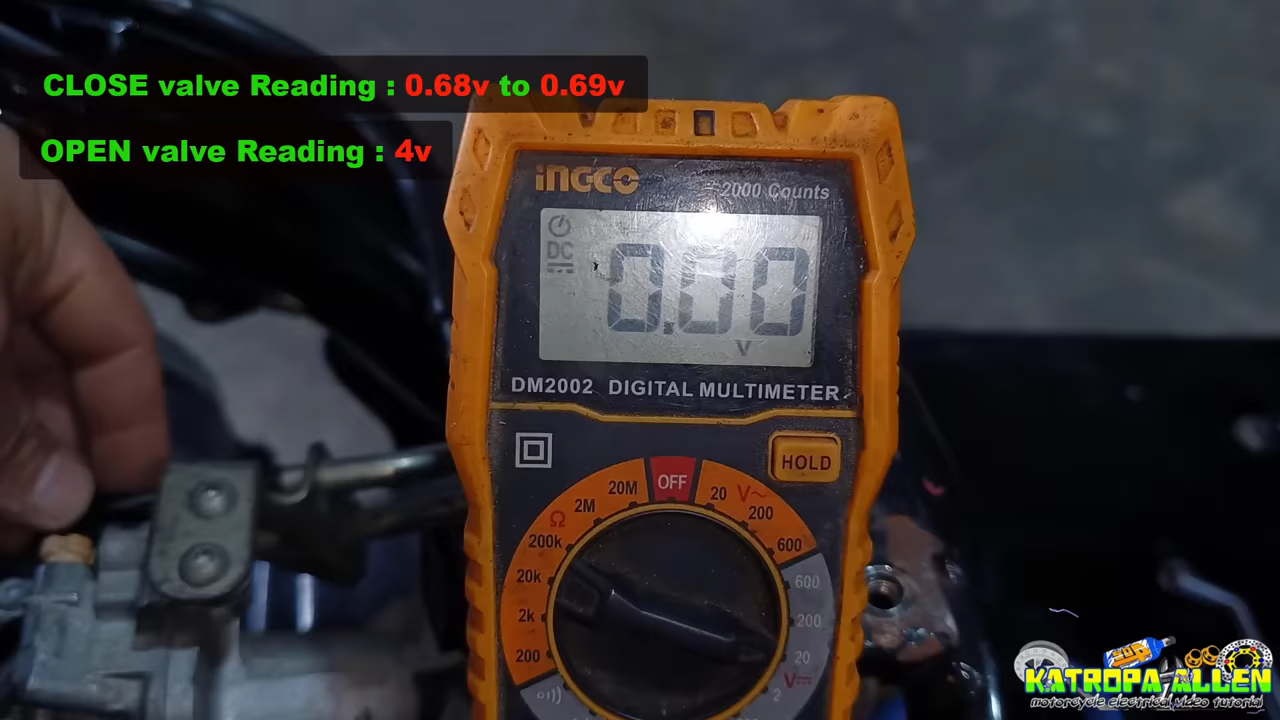 CLOSE valve Reading : 0.68v to 0.69v
OPEN valve Reading : 4v
INGCO
2000 Counts
DC
0.00
V
DM2002 DIGITAL MULTIMETER
HOLD
OFF
20M
2M
Ω
200k
20k
2k
200
20
V~
200
600
600
200
20
V
2
SUPER
KATROPA ALLEN
motorcycle electrical video tutorial